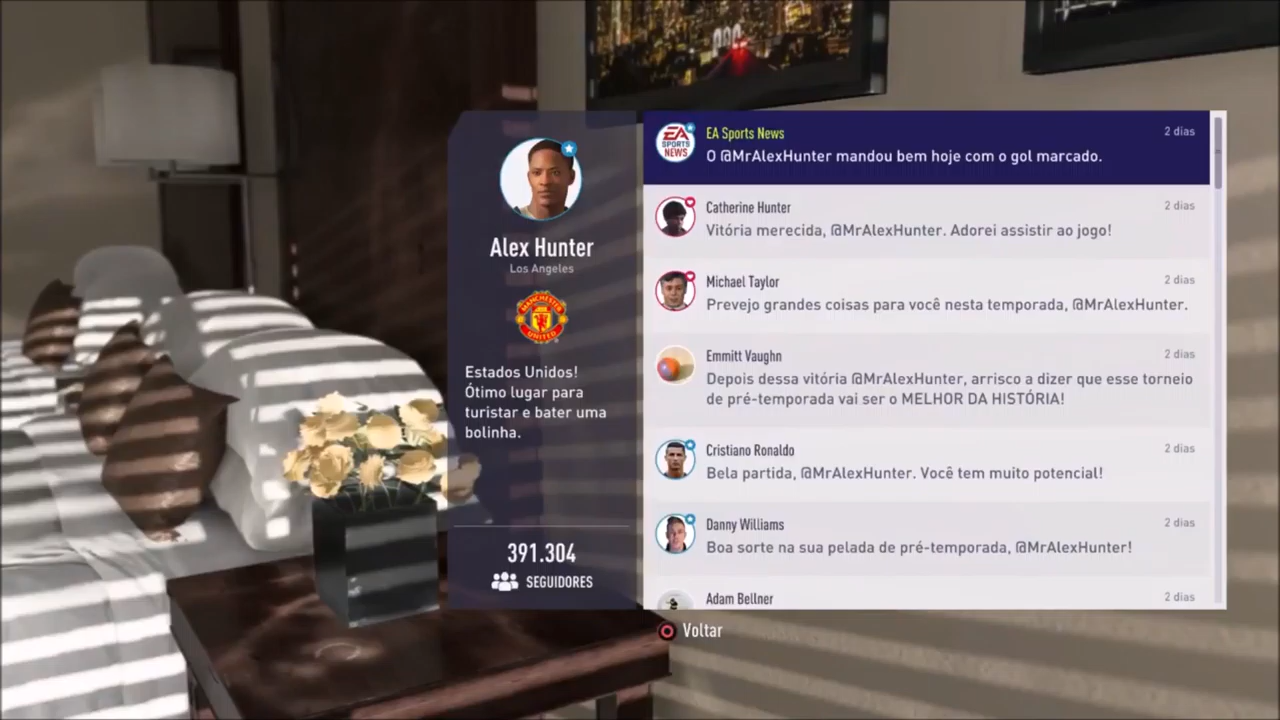 EA Sports News
2 dias
O @MrAlexHunter mandou bem hoje com o gol marcado.
EA
SPORTS
NEWS
Catherine Hunter
2 dias
Vitória merecida, @MrAlexHunter. Adorei assistir ao jogo!
Michael Taylor
2 dias
Prevejo grandes coisas para você nesta temporada, @MrAlexHunter.
Emmitt Vaughn
2 dias
Depois dessa vitória @MrAlexHunter, arrisco a dizer que esse torneio
de pré-temporada vai ser o MELHOR DA HISTÓRIA!
Cristiano Ronaldo
2 dias
Bela partida, @MrAlexHunter. Você tem muito potencial!
Danny Williams
2 dias
Boa sorte na sua pelada de pré-temporada, @MrAlexHunter!
Adam Bellner
2 dias
Alex Hunter
Los Angeles
MANCHESTER
UNITED
Estados Unidos!
Ótimo lugar para
turistar e bater uma
bolinha.
391.304
SEGUIDORES
Voltar